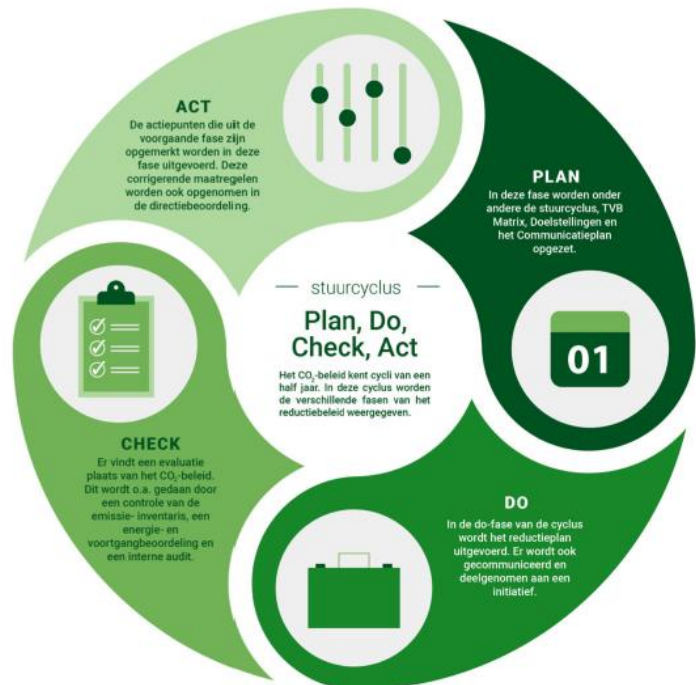 ACT
De actiepunten die uit de
voorgaande fase zijn
opgemerkt worden in deze
fase uitgevoerd. Deze
corrigerende maatregelen
worden ook opgenomen in
de directiebeoordeling.
PLAN
In deze fase worden onder
andere de stuurcyclus, TVB
Matrix, Doelstellingen en
het Communicatieplan
opgezet.
01
stuurcyclus
Plan, Do,
Check, Act
Het CO₂-beleid kent cycli van een
half jaar. In deze cyclus worden
de verschillende fasen van het
reductiebeleid weergegeven.
CHECK
Er vindt een evaluatie
plaats van het CO₂-beleid.
Dit wordt o.a. gedaan door
een controle van de
emissie- inventaris, een
energie- en
voortgangbeoordeling en
een interne audit.
DO
In de do-fase van de cyclus
wordt het reductieplan
uitgevoerd. Er wordt ook
gecommuniceerd en
deelgenomen aan een
initiatief.